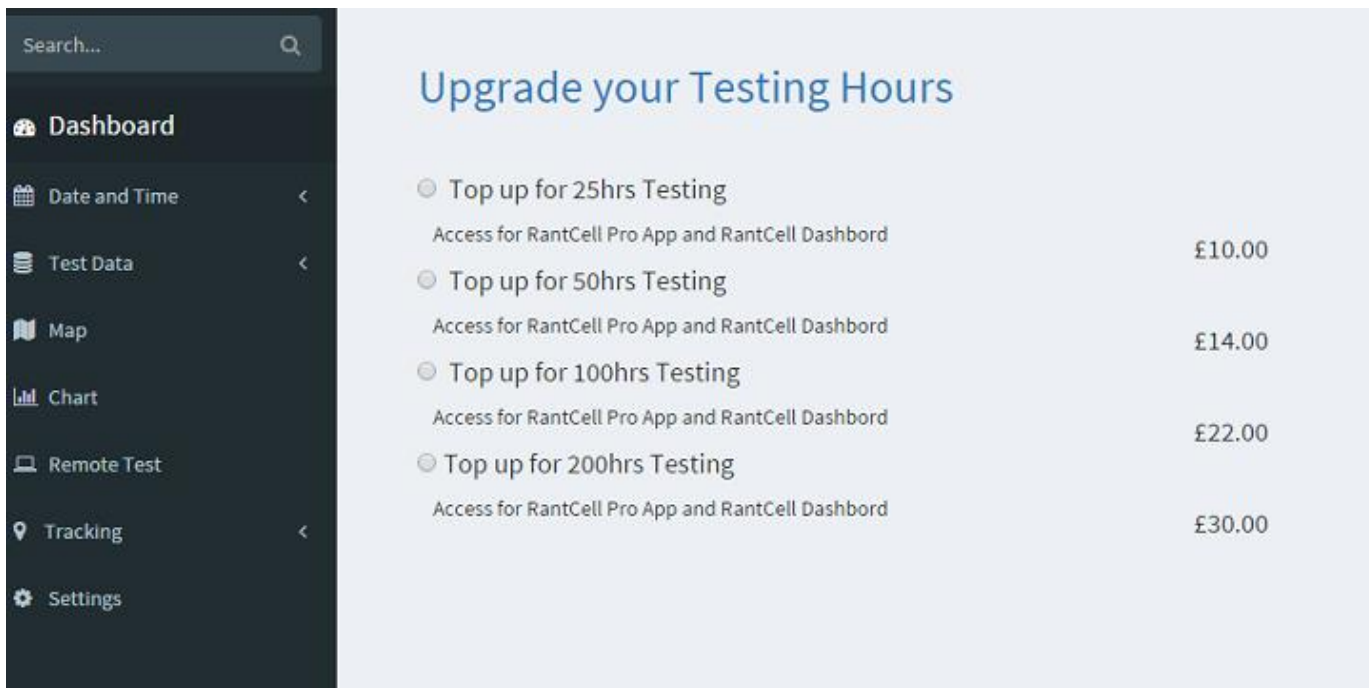 Search...
Dashboard
Date and Time
Test Data
Map
Chart
Remote Test
Tracking
Settings
Upgrade your Testing Hours
Top up for 25hrs Testing
Access for RantCell Pro App and RantCell Dashbord
£10.00
Top up for 50hrs Testing
Access for RantCell Pro App and RantCell Dashbord
£14.00
Top up for 100hrs Testing
Access for RantCell Pro App and RantCell Dashbord
£22.00
Top up for 200hrs Testing
Access for RantCell Pro App and RantCell Dashbord
£30.00